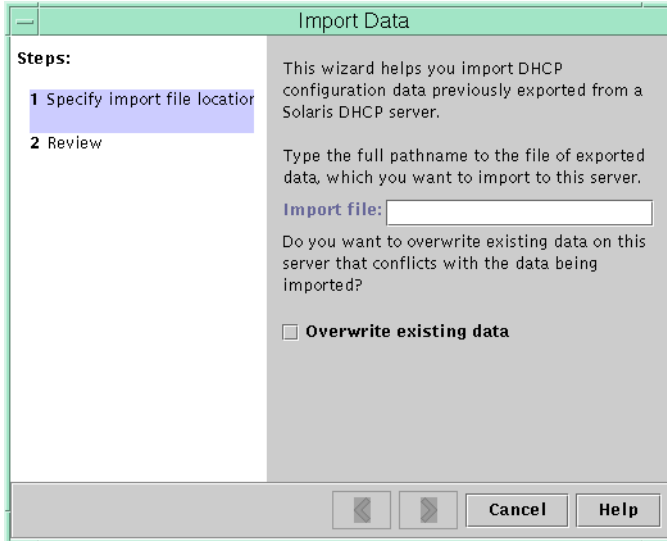 Import Data
Steps:
1 Specify import file location
2 Review
This wizard helps you import DHCP
configuration data previously exported from a
Solaris DHCP server.
Type the full pathname to the file of exported
data, which you want to import to this server.
Import file:
Do you want to overwrite existing data on this
server that conflicts with the data being
imported?
Overwrite existing data
Cancel
Help